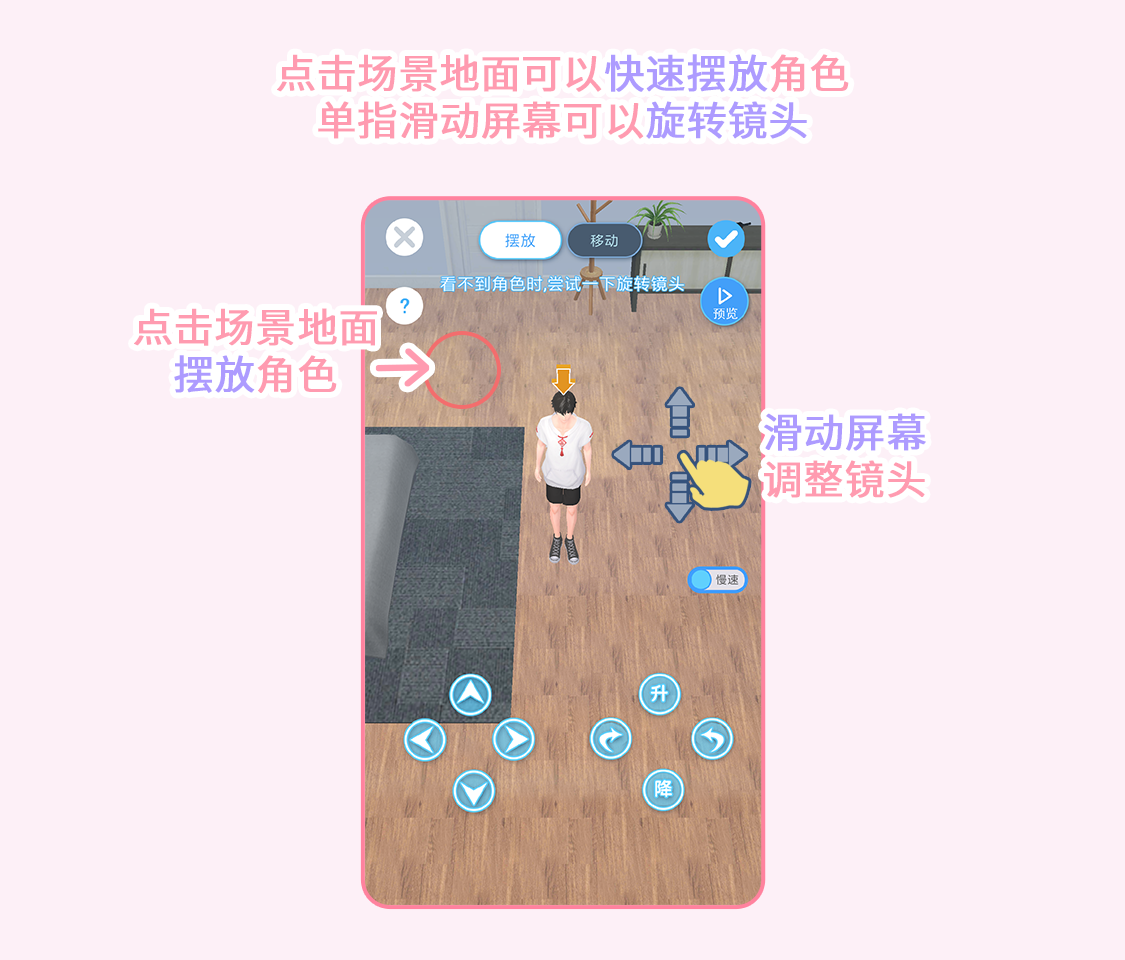 点击场景地面可以快速摆放角色
单指滑动屏幕可以旋转镜头
摆放
移动
看不到角色时,尝试一下旋转镜头
?
预览
点击场景地面
摆放角色
滑动屏幕
调整镜头
慢速
升
降